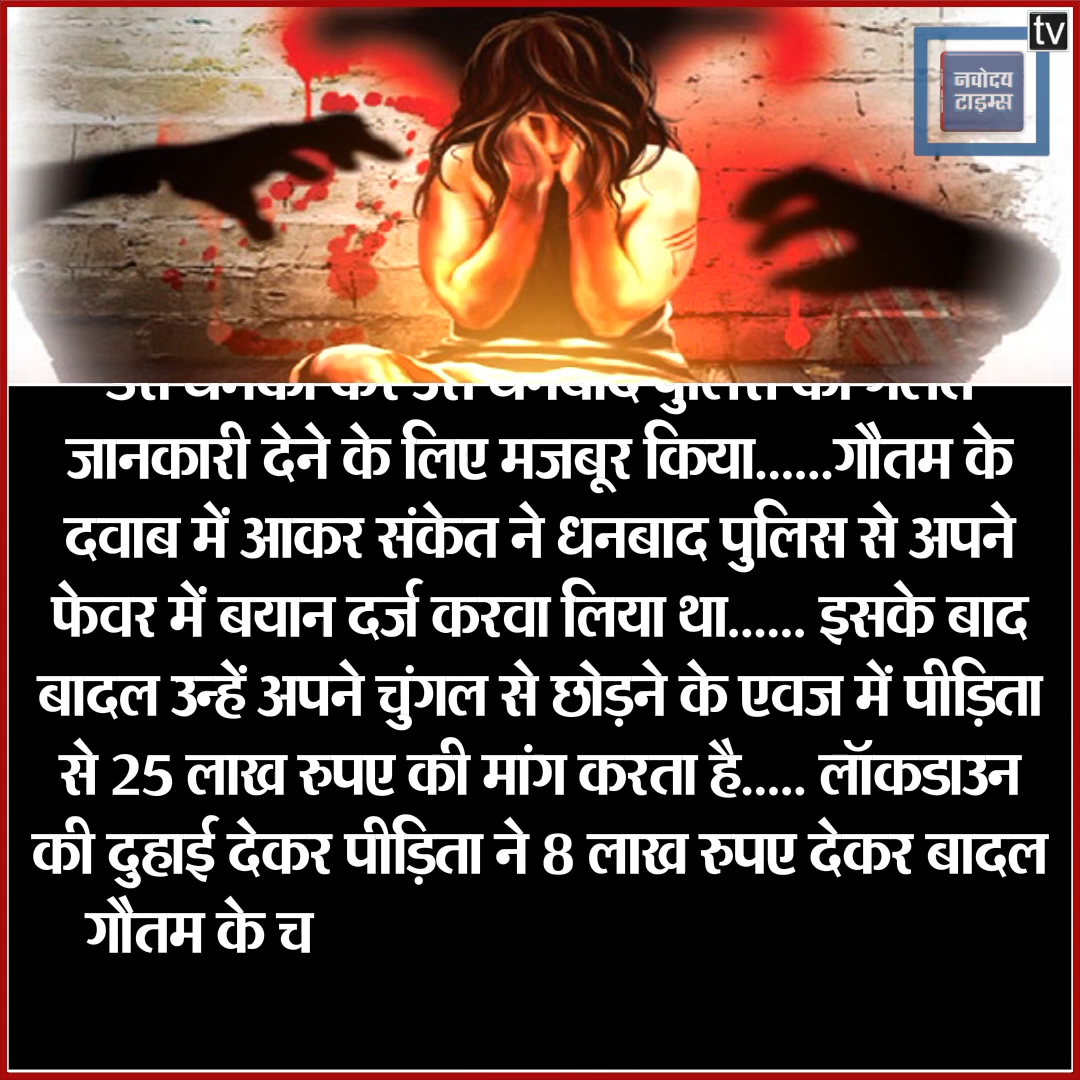 tv
नवोदय
टाइम्स
जानकारी देने के लिए मजबूर किया......गौतम के
दवाब में आकर संकेत ने धनबाद पुलिस से अपने
फेवर में बयान दर्ज करवा लिया था...... इसके बाद
बादल उन्हें अपने चुंगल से छोड़ने के एवज में पीड़िता
से 25 लाख रुपए की मांग करता है..... लॉकडाउन
की दुहाई देकर पीड़िता ने 8 लाख रुपए देकर बादल
गौतम के च